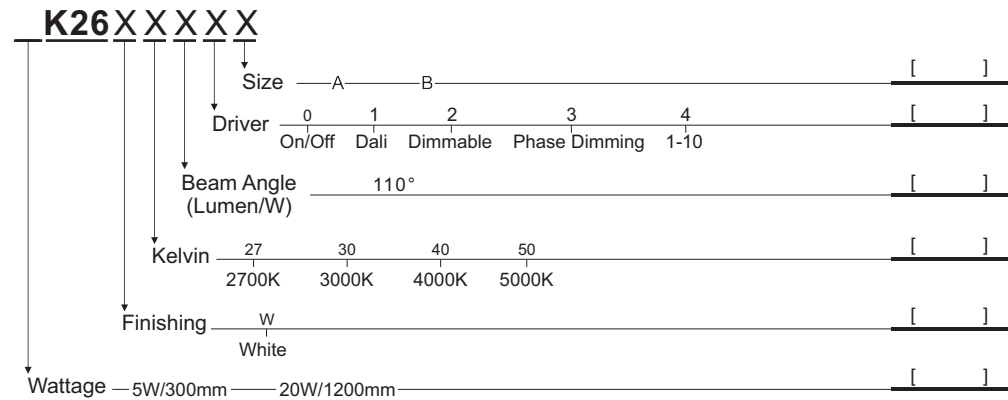 K26XXXXX
Size A B [ ]
Driver 0 1 2 3 4 [ ]
On/Off Dali Dimmable Phase Dimming 1-10
Beam Angle 110° [ ]
(Lumen/W)
Kelvin 27 30 40 50 [ ]
2700K 3000K 4000K 5000K
Finishing W [ ]
White
Wattage 5W/300mm 20W/1200mm [ ]